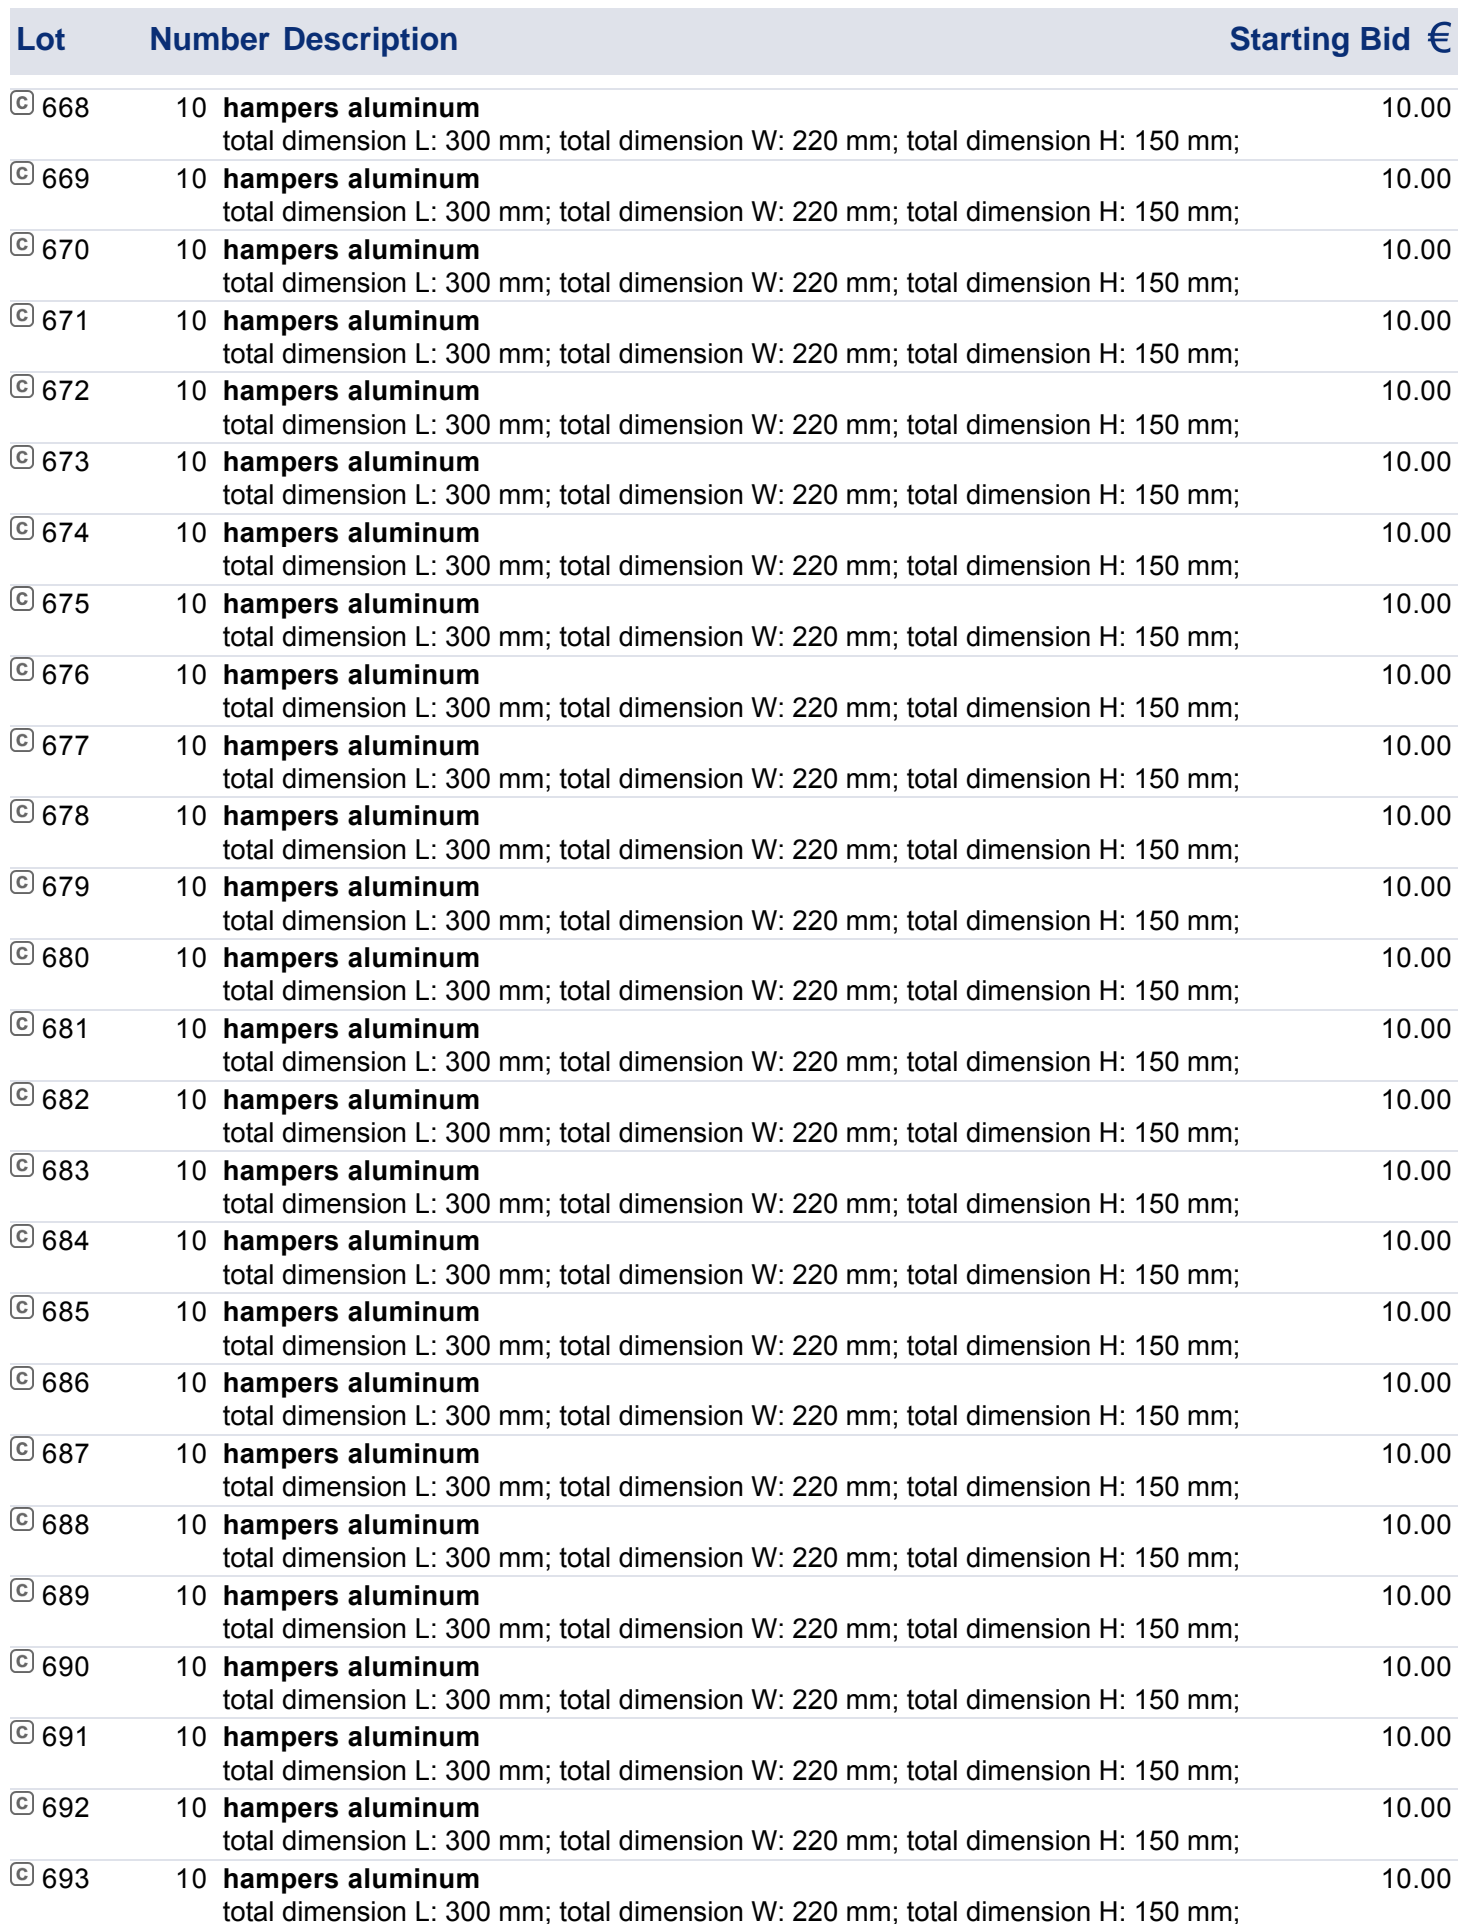 Lot Number Description Starting Bid €
C 668 10 hampers aluminum 10.00
total dimension L: 300 mm; total dimension W: 220 mm; total dimension H: 150 mm;
C 669 10 hampers aluminum 10.00
total dimension L: 300 mm; total dimension W: 220 mm; total dimension H: 150 mm;
C 670 10 hampers aluminum 10.00
total dimension L: 300 mm; total dimension W: 220 mm; total dimension H: 150 mm;
C 671 10 hampers aluminum 10.00
total dimension L: 300 mm; total dimension W: 220 mm; total dimension H: 150 mm;
C 672 10 hampers aluminum 10.00
total dimension L: 300 mm; total dimension W: 220 mm; total dimension H: 150 mm;
C 673 10 hampers aluminum 10.00
total dimension L: 300 mm; total dimension W: 220 mm; total dimension H: 150 mm;
C 674 10 hampers aluminum 10.00
total dimension L: 300 mm; total dimension W: 220 mm; total dimension H: 150 mm;
C 675 10 hampers aluminum 10.00
total dimension L: 300 mm; total dimension W: 220 mm; total dimension H: 150 mm;
C 676 10 hampers aluminum 10.00
total dimension L: 300 mm; total dimension W: 220 mm; total dimension H: 150 mm;
C 677 10 hampers aluminum 10.00
total dimension L: 300 mm; total dimension W: 220 mm; total dimension H: 150 mm;
C 678 10 hampers aluminum 10.00
total dimension L: 300 mm; total dimension W: 220 mm; total dimension H: 150 mm;
C 679 10 hampers aluminum 10.00
total dimension L: 300 mm; total dimension W: 220 mm; total dimension H: 150 mm;
C 680 10 hampers aluminum 10.00
total dimension L: 300 mm; total dimension W: 220 mm; total dimension H: 150 mm;
C 681 10 hampers aluminum 10.00
total dimension L: 300 mm; total dimension W: 220 mm; total dimension H: 150 mm;
C 682 10 hampers aluminum 10.00
total dimension L: 300 mm; total dimension W: 220 mm; total dimension H: 150 mm;
C 683 10 hampers aluminum 10.00
total dimension L: 300 mm; total dimension W: 220 mm; total dimension H: 150 mm;
C 684 10 hampers aluminum 10.00
total dimension L: 300 mm; total dimension W: 220 mm; total dimension H: 150 mm;
C 685 10 hampers aluminum 10.00
total dimension L: 300 mm; total dimension W: 220 mm; total dimension H: 150 mm;
C 686 10 hampers aluminum 10.00
total dimension L: 300 mm; total dimension W: 220 mm; total dimension H: 150 mm;
C 687 10 hampers aluminum 10.00
total dimension L: 300 mm; total dimension W: 220 mm; total dimension H: 150 mm;
C 688 10 hampers aluminum 10.00
total dimension L: 300 mm; total dimension W: 220 mm; total dimension H: 150 mm;
C 689 10 hampers aluminum 10.00
total dimension L: 300 mm; total dimension W: 220 mm; total dimension H: 150 mm;
C 690 10 hampers aluminum 10.00
total dimension L: 300 mm; total dimension W: 220 mm; total dimension H: 150 mm;
C 691 10 hampers aluminum 10.00
total dimension L: 300 mm; total dimension W: 220 mm; total dimension H: 150 mm;
C 692 10 hampers aluminum 10.00
total dimension L: 300 mm; total dimension W: 220 mm; total dimension H: 150 mm;
C 693 10 hampers aluminum 10.00
total dimension L: 300 mm; total dimension W: 220 mm; total dimension H: 150 mm;